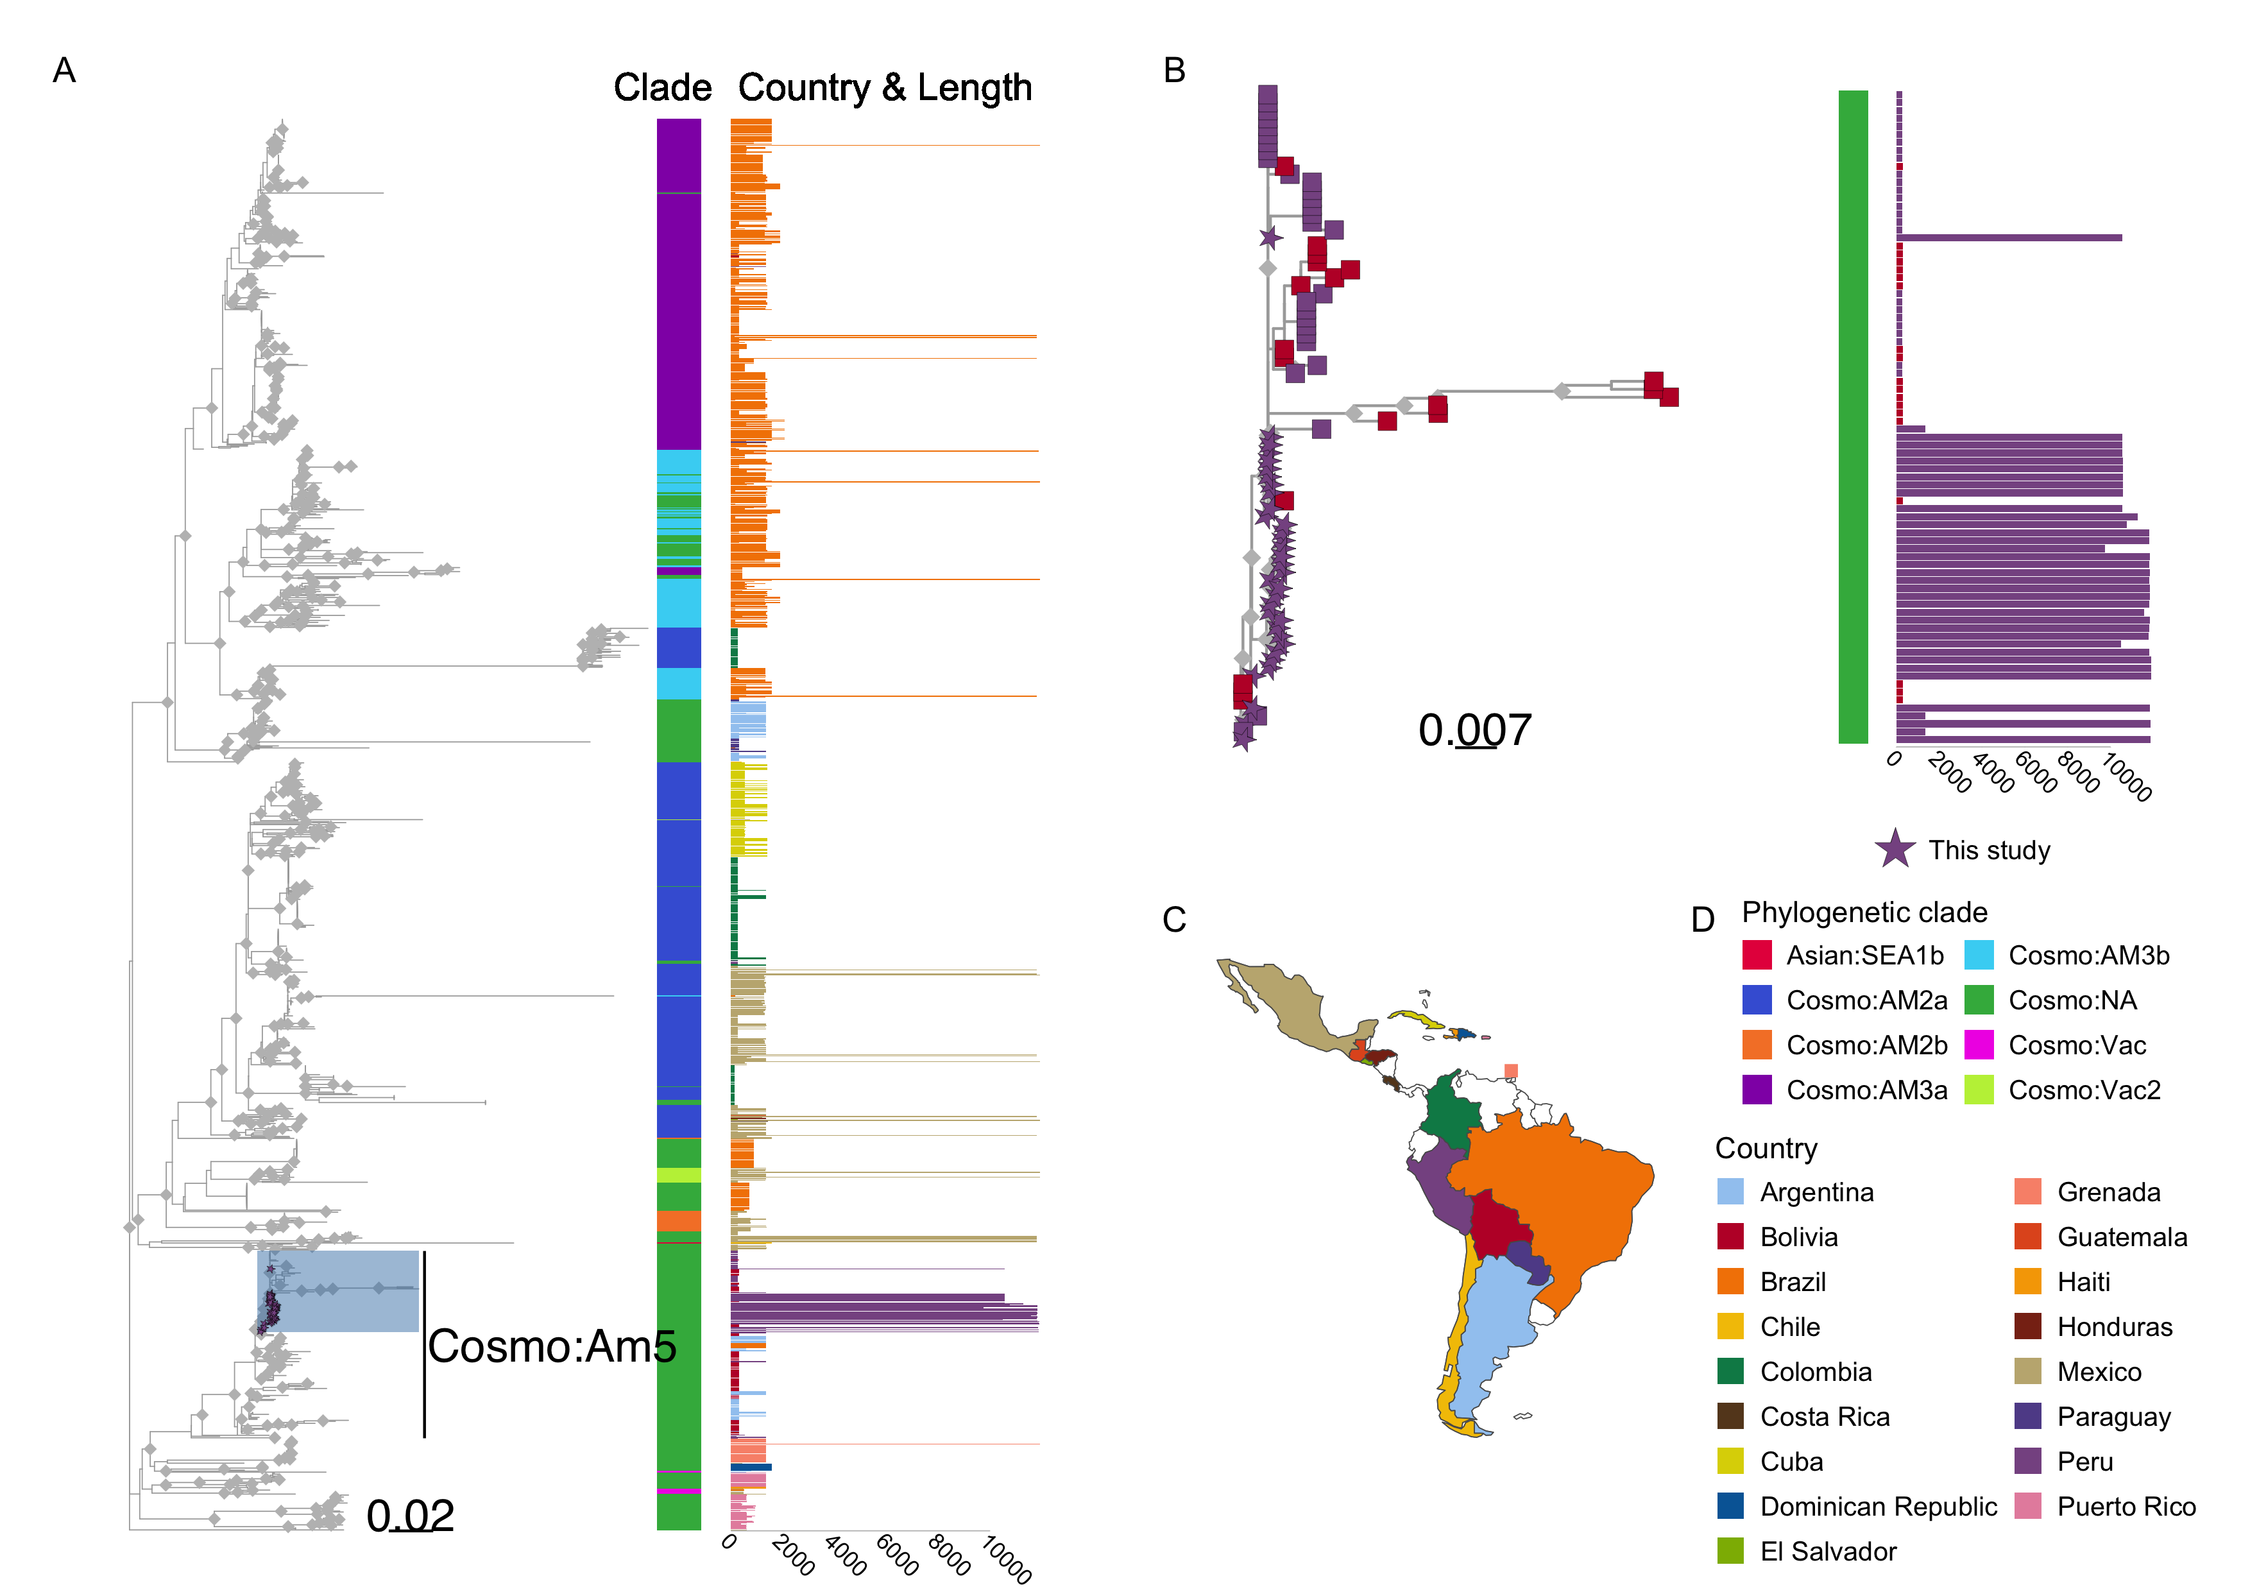 A
Clade Country & Length
Cosmo:Am5
0.02
0 2000 4000 6000 8000 10000
B
0.007
0 2000 4000 6000 8000 10000
This study
C
D Phylogenetic clade
Asian:SEA1b Cosmo:AM3b
Cosmo:AM2a Cosmo:NA
Cosmo:AM2b Cosmo:Vac
Cosmo:AM3a Cosmo:Vac2
Country
Argentina Grenada
Bolivia Guatemala
Brazil Haiti
Chile Honduras
Colombia Mexico
Costa Rica Paraguay
Cuba Peru
Dominican Republic Puerto Rico
El Salvador